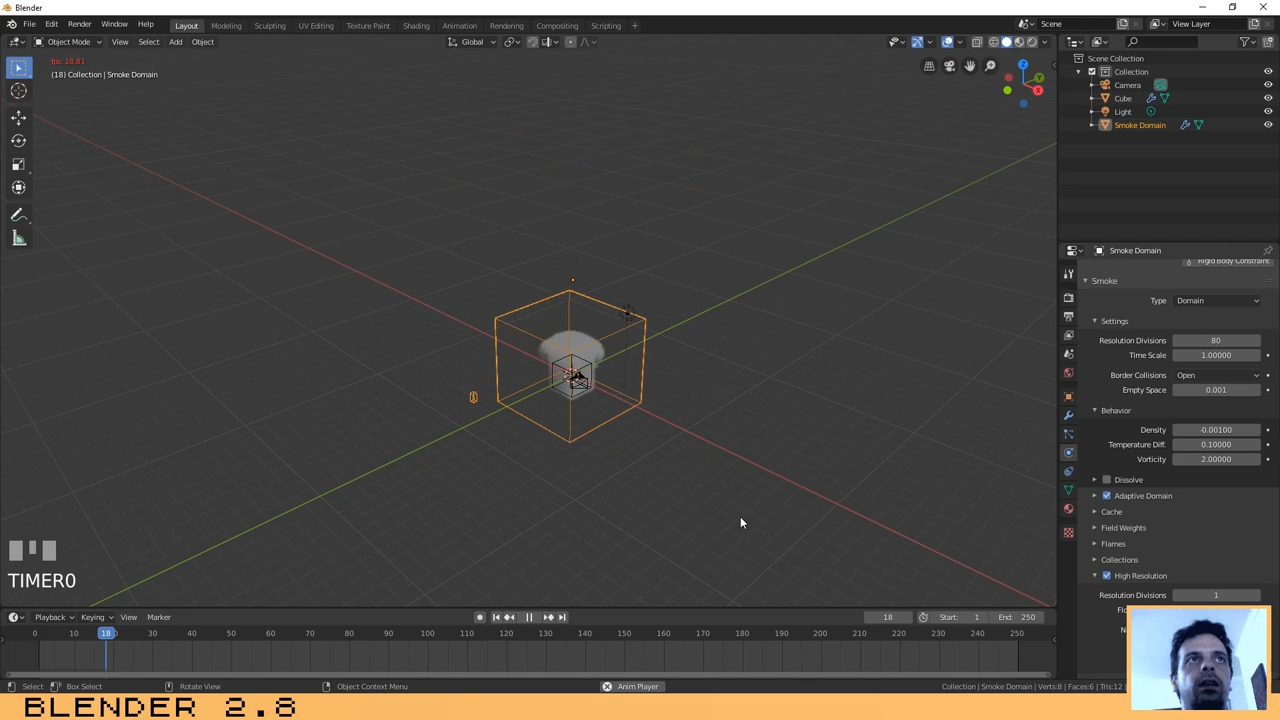 Blender
File Edit Render Window Help Layout Modeling Sculpting UV Editing Texture Paint Shading Animation Rendering Compositing Scripting + Scene View Layer
Object Mode View Select Add Object Global
fps: 18.81
(18) Collection | Smoke Domain
Z
Y
X
Scene Collection
Collection
Camera
Cube
Light
Smoke Domain
Smoke Domain
Rigid Body Constraint
Smoke
Type Domain
Settings
Resolution Divisions 80
Time Scale 1.00000
Border Collisions Open
Empty Space 0.001
Behavior
Density -0.00100
Temperature Diff. 0.10000
Vorticity 2.00000
Dissolve
Adaptive Domain
Cache
Field Weights
Flames
Collections
High Resolution
Resolution Divisions 1
TIMER0
Playback Keying View Marker 18 Start: 1 End: 250
0 10 18 30 40 50 60 70 80 90 100 110 120 130 140 150 160 170 180 190 200 210 220 230 240 250
Select Box Select Rotate View Object Context Menu Anim Player Collection | Smoke Domain | Verts:8 | Faces:6 | Tris:12
BLENDER 2.8